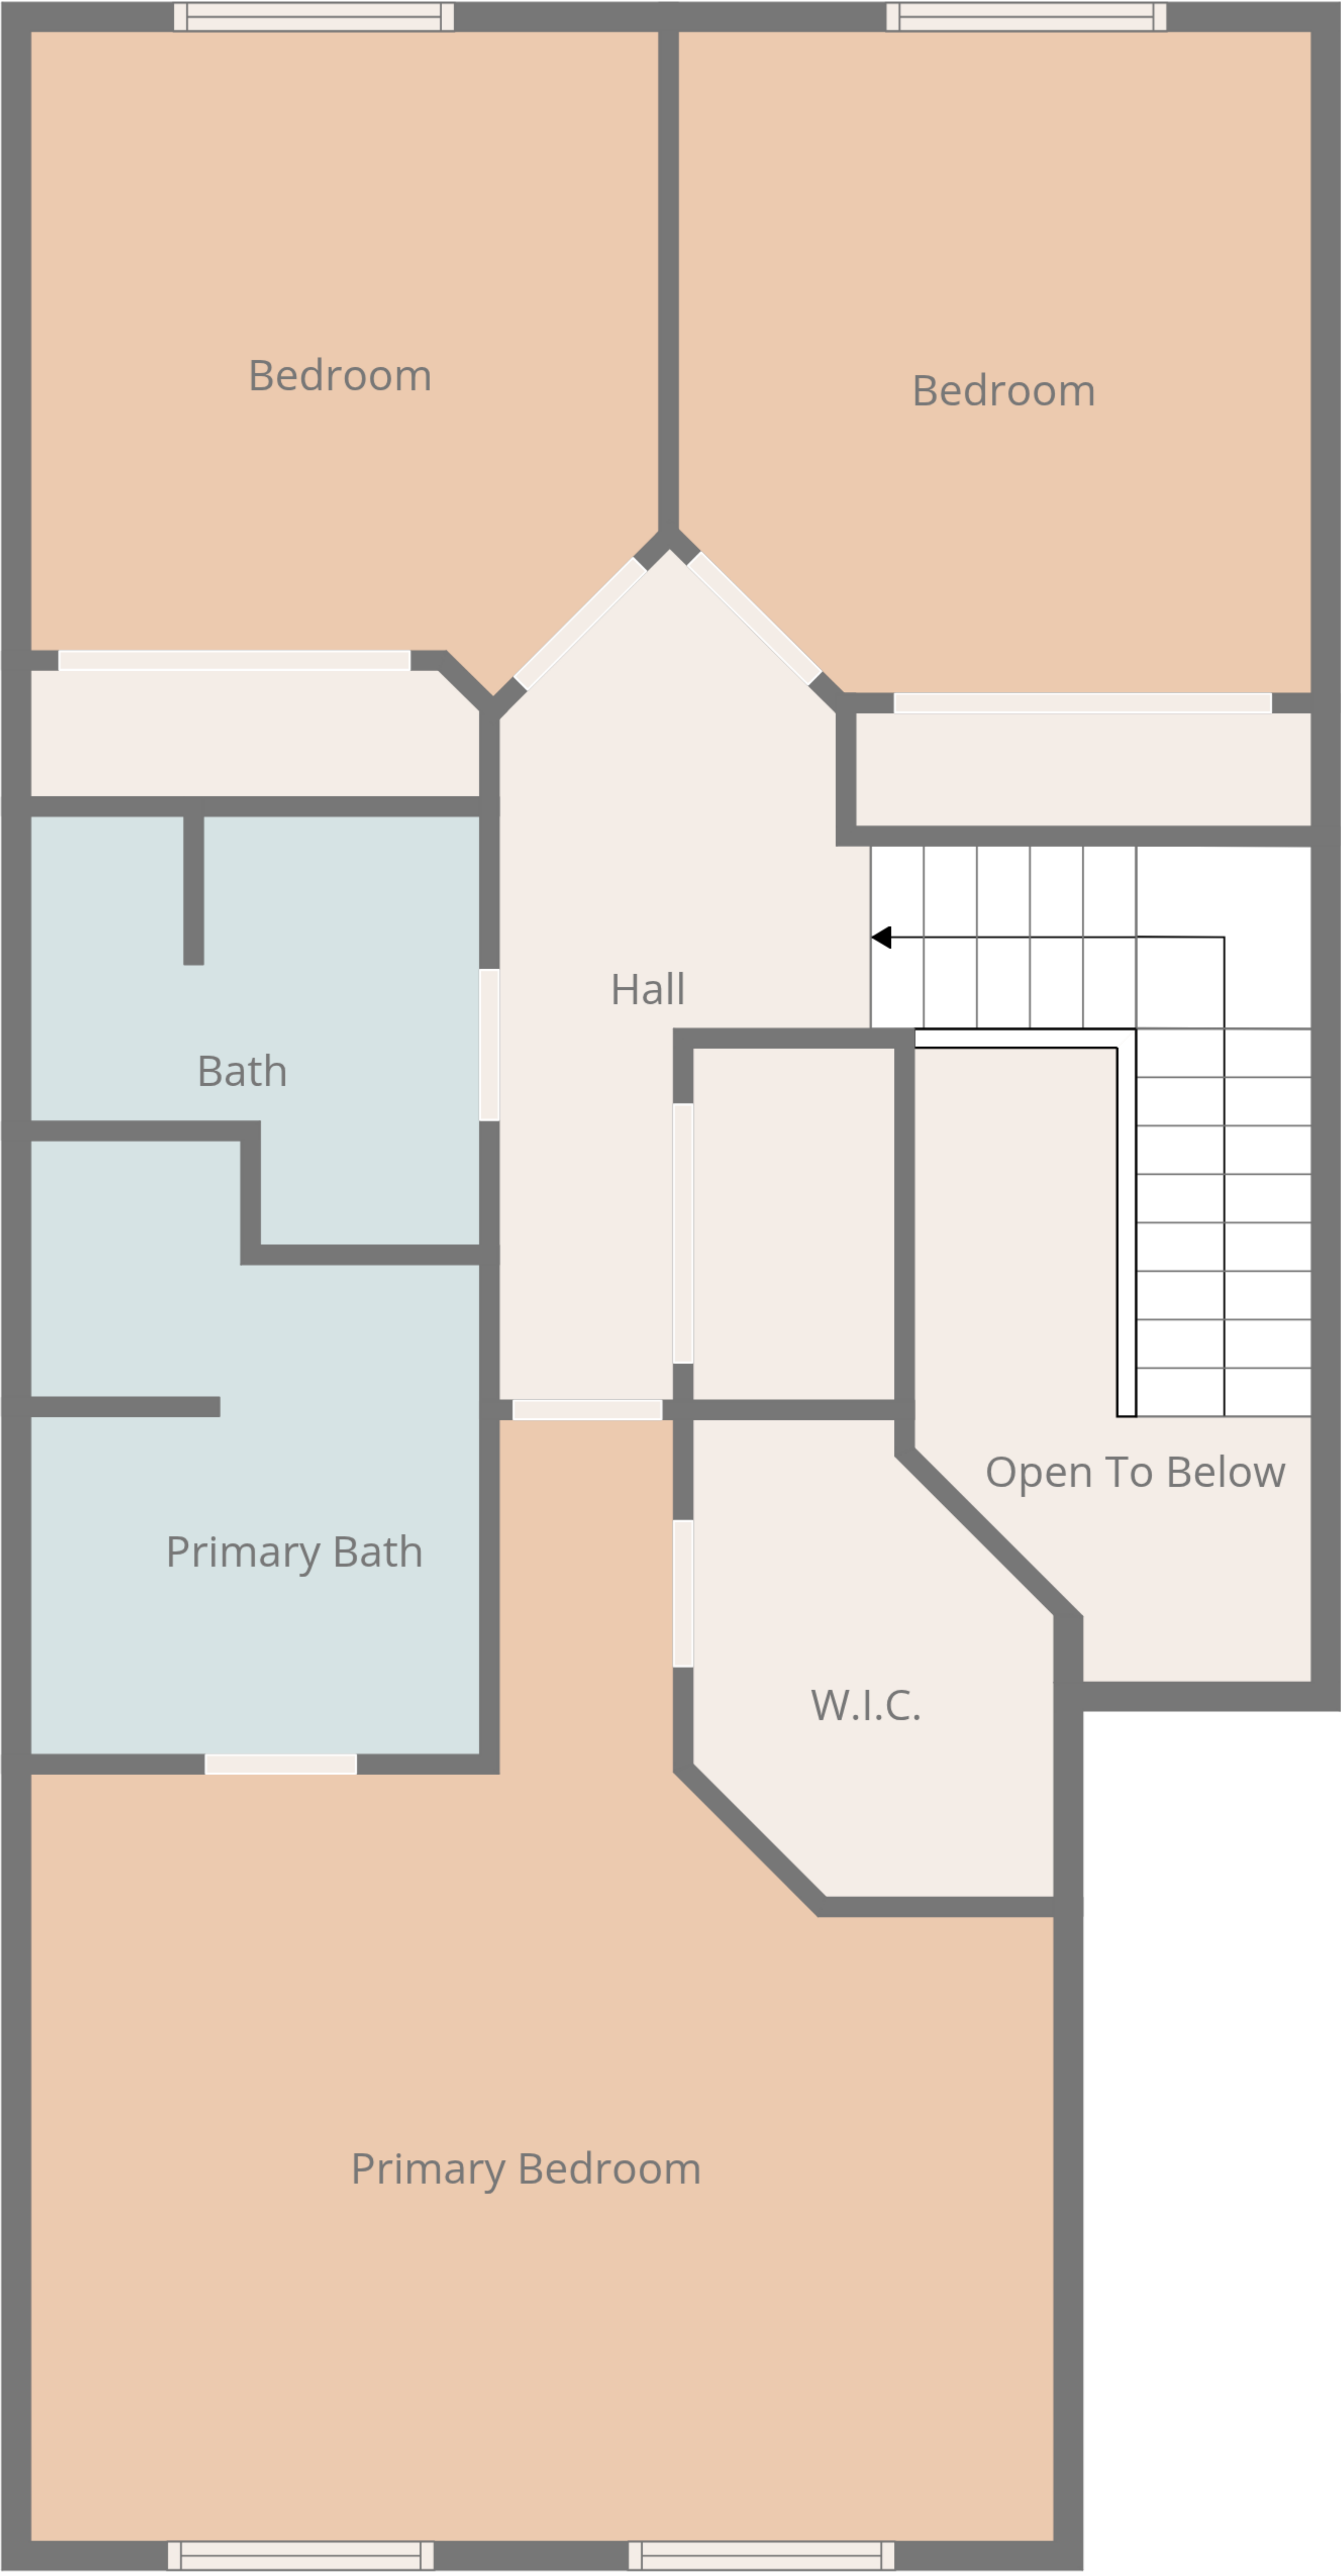 Bedroom
Bedroom
Hall
Bath
Open To Below
Primary Bath
W.I.C.
Primary Bedroom